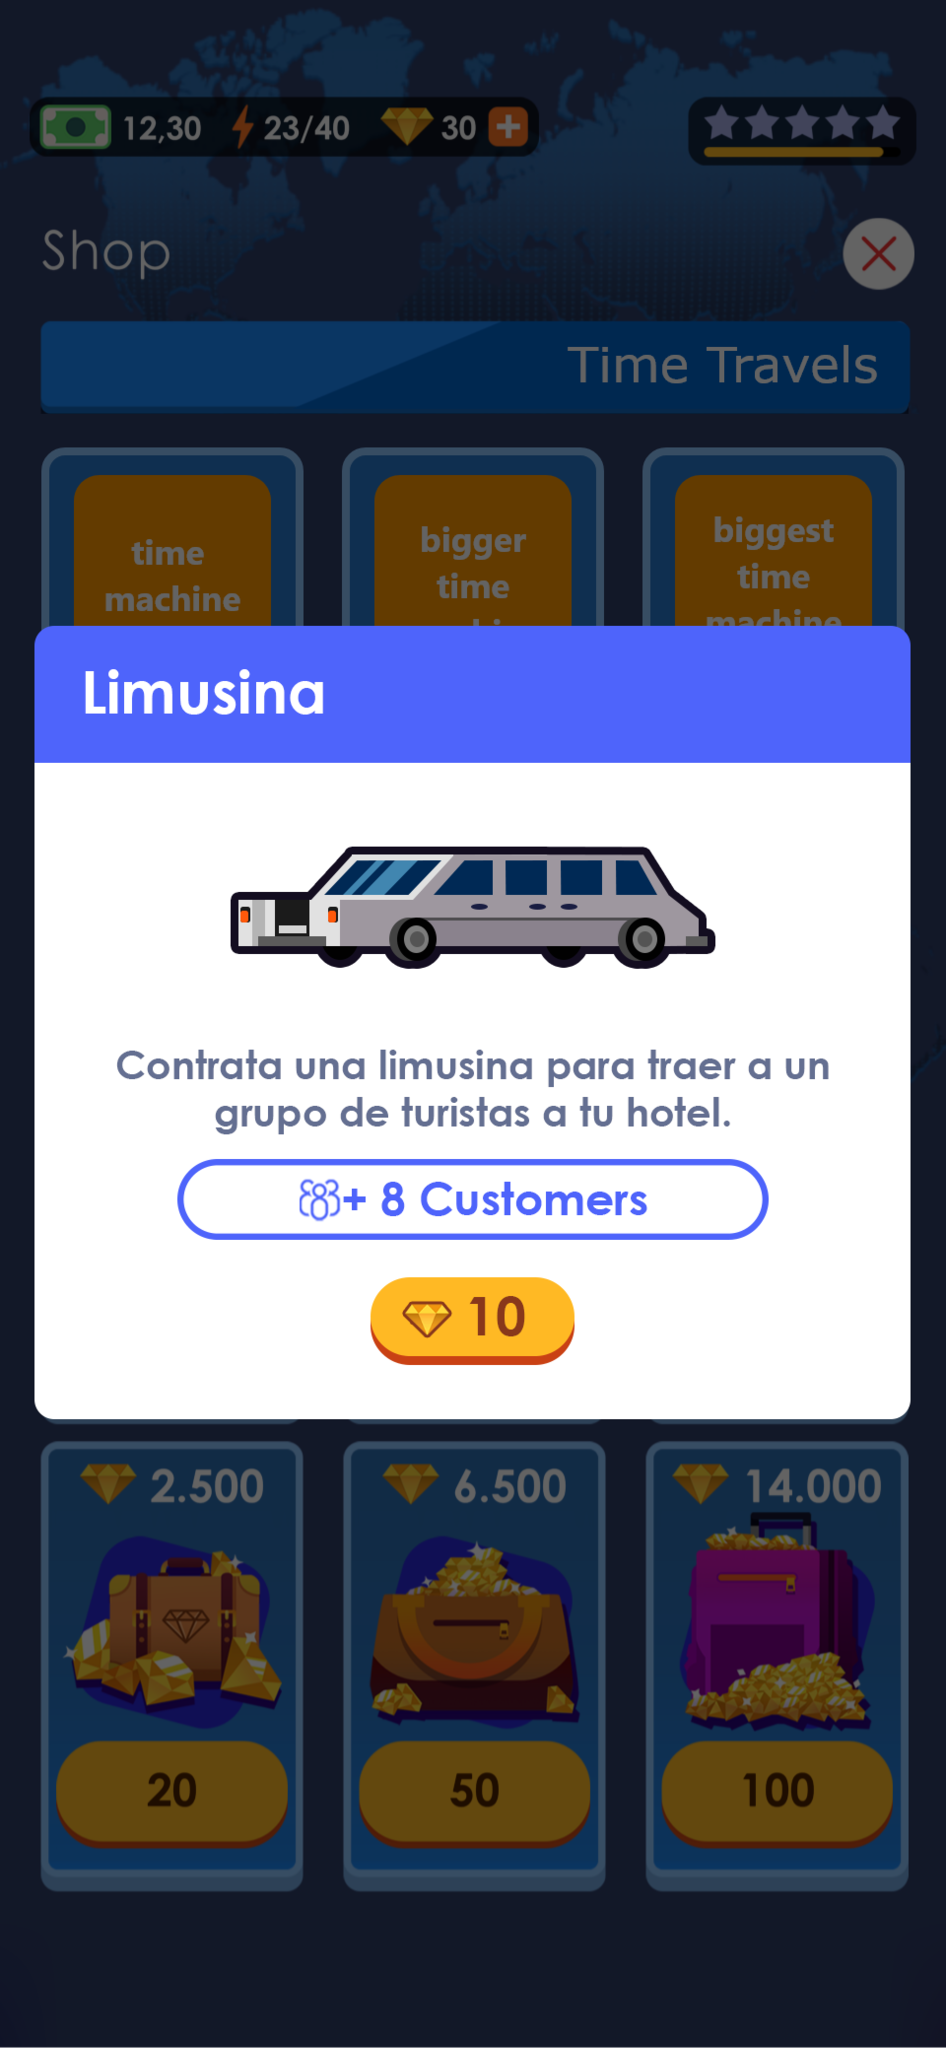 12,30 23/40 30
Shop
Time Travels
time
machine
bigger
time
biggest
time
machine
Limusina
Contrata una limusina para traer a un
grupo de turistas a tu hotel.
+ 8 Customers
10
2.500 6.500 14.000
20 50 100